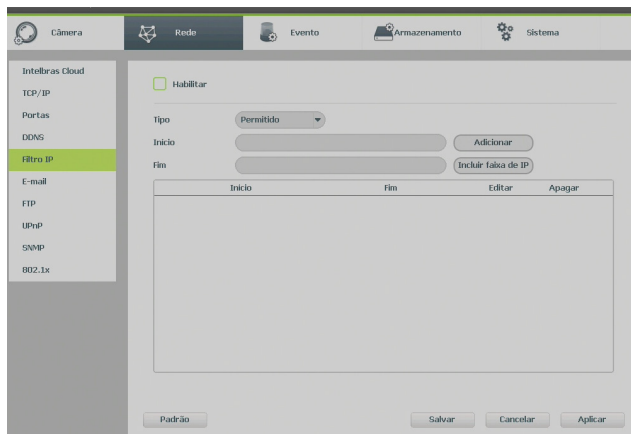 Câmera
Rede
Evento
Armazenamento
Sistema
Intelbras Cloud
TCP/IP
Portas
DDNS
Filtro IP
E-mail
FTP
UPnP
SNMP
802.1x
Habilitar
Tipo
Permitido
Início
Adicionar
Fim
Incluir faixa de IP
Início Fim Editar Apagar
Padrão Salvar Cancelar Aplicar